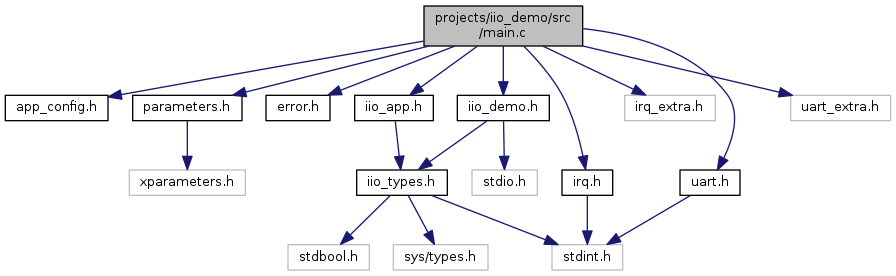 projects/iio_demo/src
/main.c
app_config.h
parameters.h
error.h
iio_app.h
iio_demo.h
irq_extra.h
uart_extra.h
xparameters.h
iio_types.h
stdio.h
irq.h
uart.h
stdbool.h
sys/types.h
stdint.h